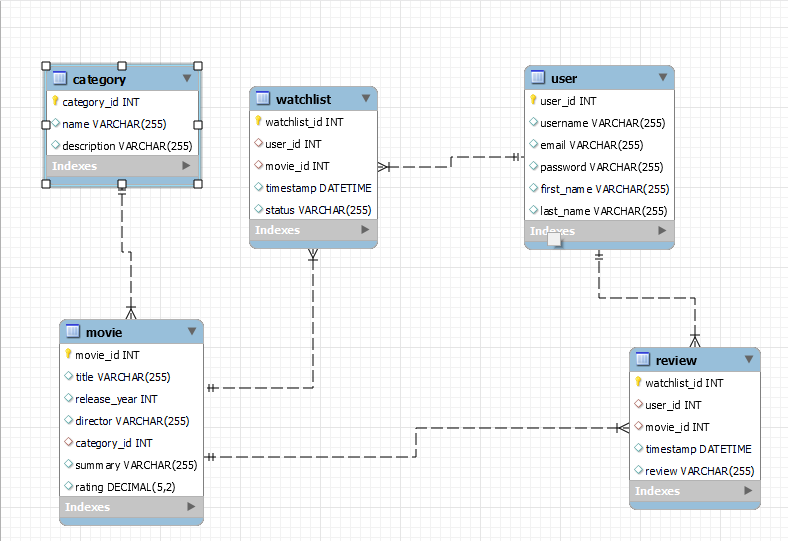 category
category_id INT
name VARCHAR(255)
description VARCHAR(255)
Indexes
watchlist
watchlist_id INT
user_id INT
movie_id INT
timestamp DATETIME
status VARCHAR(255)
Indexes
user
user_id INT
username VARCHAR(255)
email VARCHAR(255)
password VARCHAR(255)
first_name VARCHAR(255)
last_name VARCHAR(255)
Indexes
movie
movie_id INT
title VARCHAR(255)
release_year INT
director VARCHAR(255)
category_id INT
summary VARCHAR(255)
rating DECIMAL(5,2)
Indexes
review
watchlist_id INT
user_id INT
movie_id INT
timestamp DATETIME
review VARCHAR(255)
Indexes